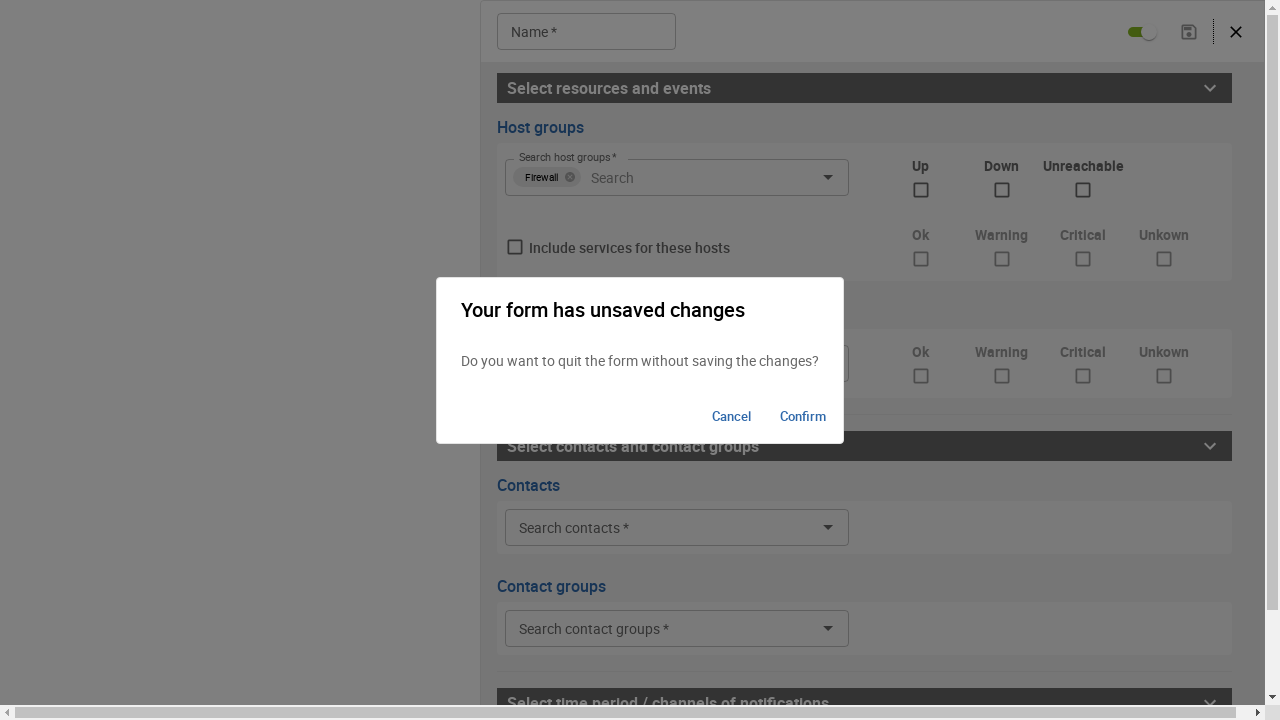 Name *
Select resources and events
Host groups
Search host groups *
Firewall
Search
Up
Down
Unreachable
Include services for these hosts
Ok
Warning
Critical
Unkown
Your form has unsaved changes
Do you want to quit the form without saving the changes?
Cancel
Confirm
Ok
Warning
Critical
Unkown
Select contacts and contact groups
Contacts
Search contacts *
Contact groups
Search contact groups *
Select time period / channels of notifications